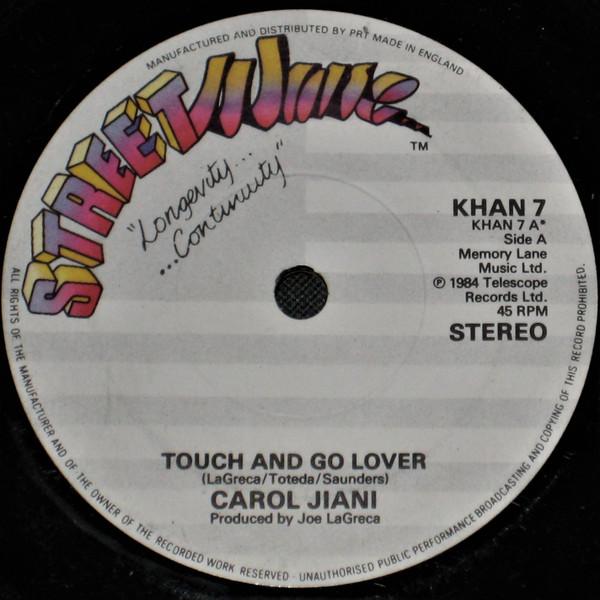 MANUFACTURED AND DISTRIBUTED BY PRT MADE IN ENGLAND
STREET Wave
TM
"Longevity...
...Continuity"
KHAN 7
KHAN 7 A*
Side A
Memory Lane
Music Ltd.
℗ 1984 Telescope
Records Ltd.
45 RPM
STEREO
TOUCH AND GO LOVER
(LaGreca/Toteda/Saunders)
CAROL JIANI
Produced by Joe LaGreca
ALL RIGHTS OF THE MANUFACTURER AND OF THE OWNER OF THE RECORDED WORK RESERVED - UNAUTHORISED PUBLIC PERFORMANCE BROADCASTING AND COPYING OF THIS RECORD PROHIBITED.